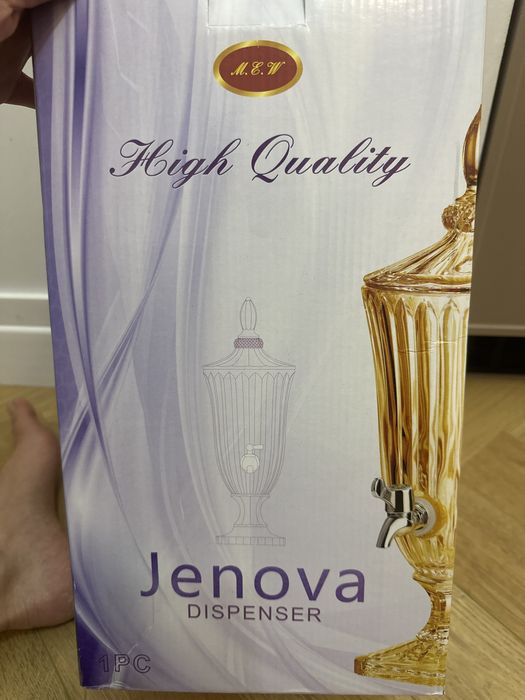 M.E.W
High Quality
Jenova
DISPENSER
1PC